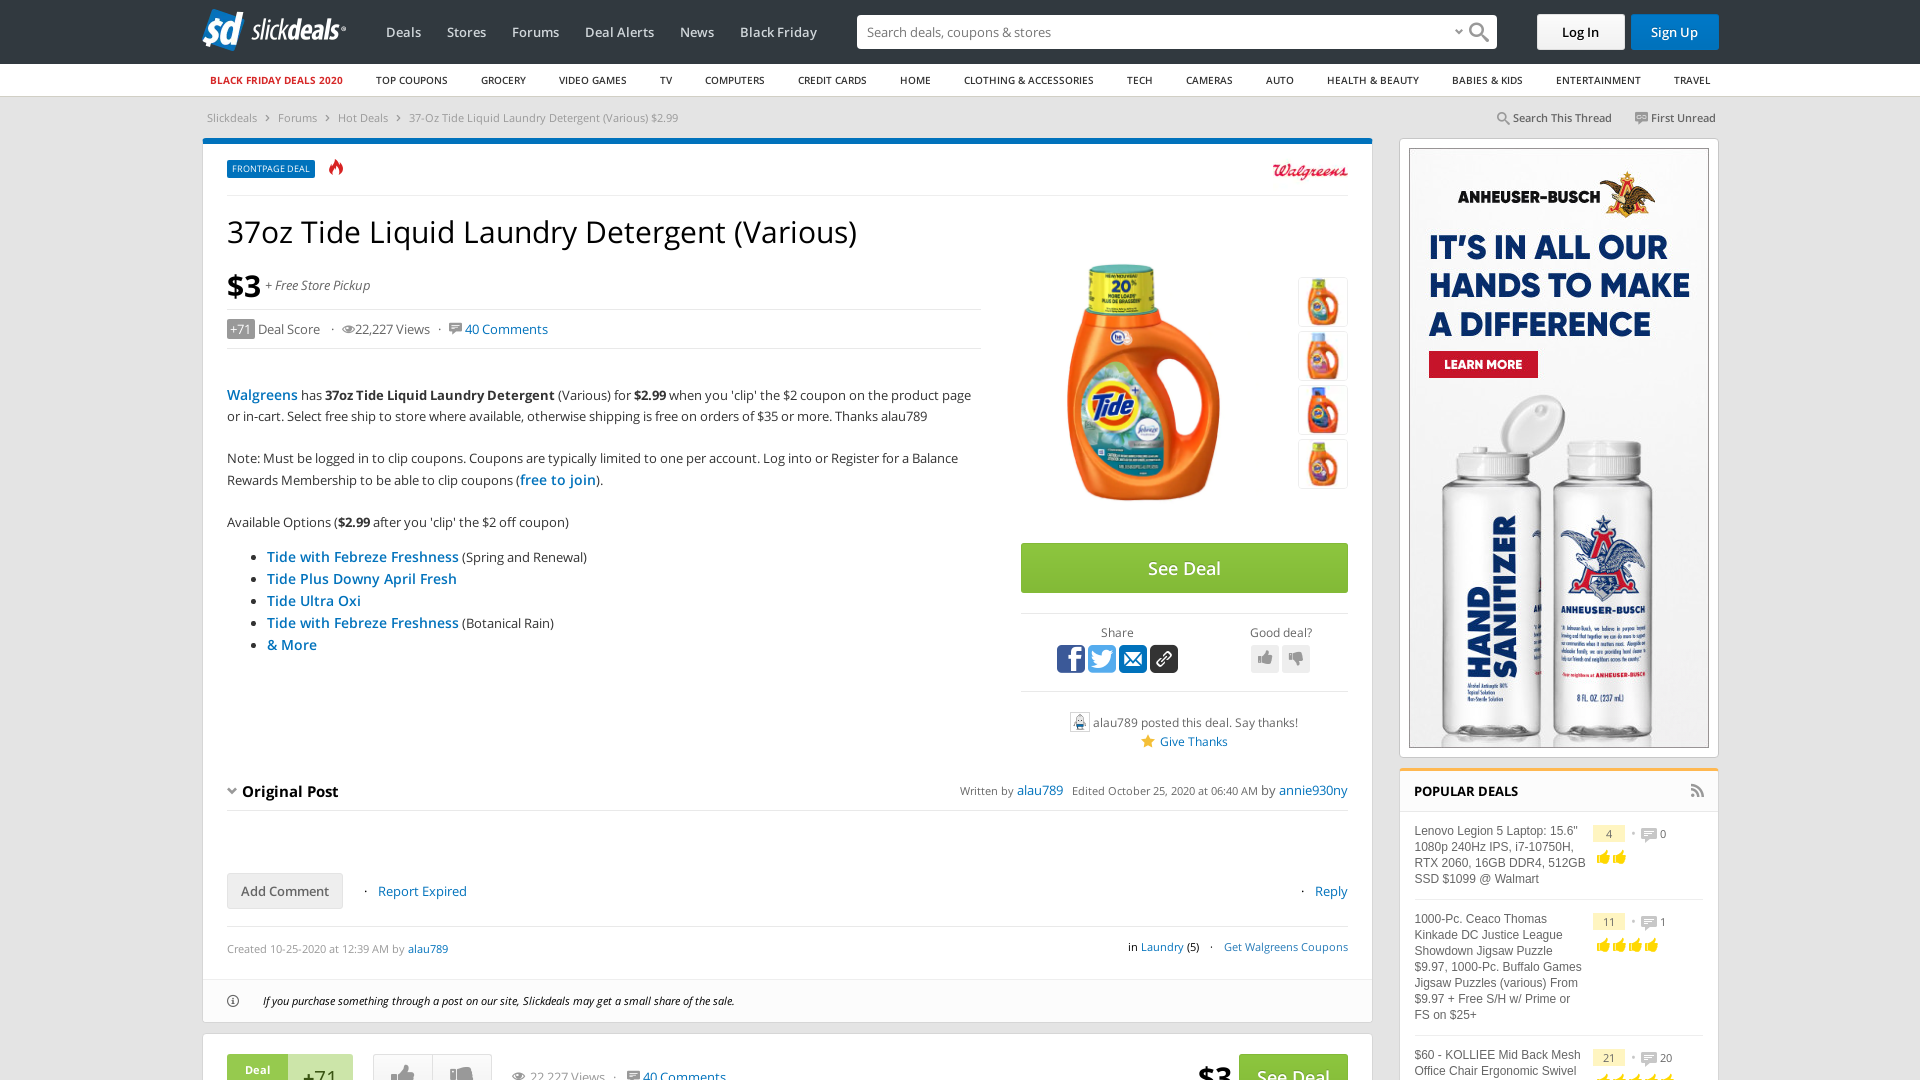 slickdeals
Deals
Stores
Forums
Deal Alerts
News
Black Friday
Search deals, coupons & stores
Log In
Sign Up
BLACK FRIDAY DEALS 2020
TOP COUPONS
GROCERY
VIDEO GAMES
TV
COMPUTERS
CREDIT CARDS
HOME
CLOTHING & ACCESSORIES
TECH
CAMERAS
AUTO
HEALTH & BEAUTY
BABIES & KIDS
ENTERTAINMENT
TRAVEL
Slickdeals › Forums › Hot Deals › 37-Oz Tide Liquid Laundry Detergent (Various) $2.99
Search This Thread
First Unread
FRONTPAGE DEAL
Walgreens
37oz Tide Liquid Laundry Detergent (Various)
$3 + Free Store Pickup
+71 Deal Score · 22,227 Views · 40 Comments
Walgreens has 37oz Tide Liquid Laundry Detergent (Various) for $2.99 when you 'clip' the $2 coupon on the product page
or in-cart. Select free ship to store where available, otherwise shipping is free on orders of $35 or more. Thanks alau789
Note: Must be logged in to clip coupons. Coupons are typically limited to one per account. Log into or Register for a Balance
Rewards Membership to be able to clip coupons (free to join).
Available Options ($2.99 after you 'clip' the $2 off coupon)
• Tide with Febreze Freshness (Spring and Renewal)
• Tide Plus Downy April Fresh
• Tide Ultra Oxi
• Tide with Febreze Freshness (Botanical Rain)
• & More
20%
MORE LOADS
Tide
febreze
See Deal
Share
Good deal?
alau789 posted this deal. Say thanks!
Give Thanks
Original Post
Written by alau789 Edited October 25, 2020 at 06:40 AM by annie930ny
Add Comment
· Report Expired
· Reply
Created 10-25-2020 at 12:39 AM by alau789
in Laundry (5) · Get Walgreens Coupons
If you purchase something through a post on our site, Slickdeals may get a small share of the sale.
Deal
+71
22,227 Views · 40 Comments
$3
See Deal
ANHEUSER-BUSCH
IT'S IN ALL OUR
HANDS TO MAKE
A DIFFERENCE
LEARN MORE
HAND
SANITIZER
ANHEUSER-BUSCH
8 FL. OZ. (237 mL)
POPULAR DEALS
Lenovo Legion 5 Laptop: 15.6"
1080p 240Hz IPS, i7-10750H,
RTX 2060, 16GB DDR4, 512GB
SSD $1099 @ Walmart
4 • 0
1000-Pc. Ceaco Thomas
Kinkade DC Justice League
Showdown Jigsaw Puzzle
$9.97, 1000-Pc. Buffalo Games
Jigsaw Puzzles (various) From
$9.97 + Free S/H w/ Prime or
FS on $25+
11 • 1
$60 - KOLLIEE Mid Back Mesh
Office Chair Ergonomic Swivel
21 • 20